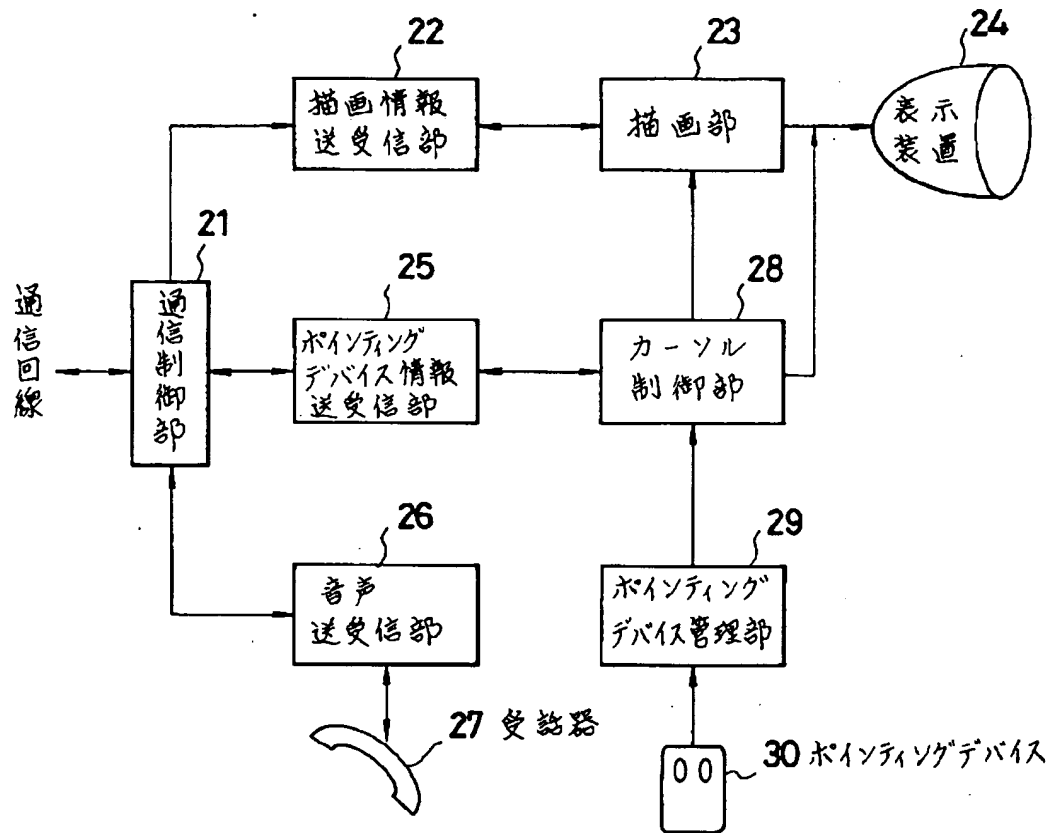 22
描画情報
送受信部
23
描画部
24
表示
装置
21
通信制御部
通信回線
25
ポインティング
デバイス情報
送受信部
28
カーソル
制御部
26
音声
送受信部
29
ポインティング
デバイス管理部
27 受話器
30 ポインティングデバイス